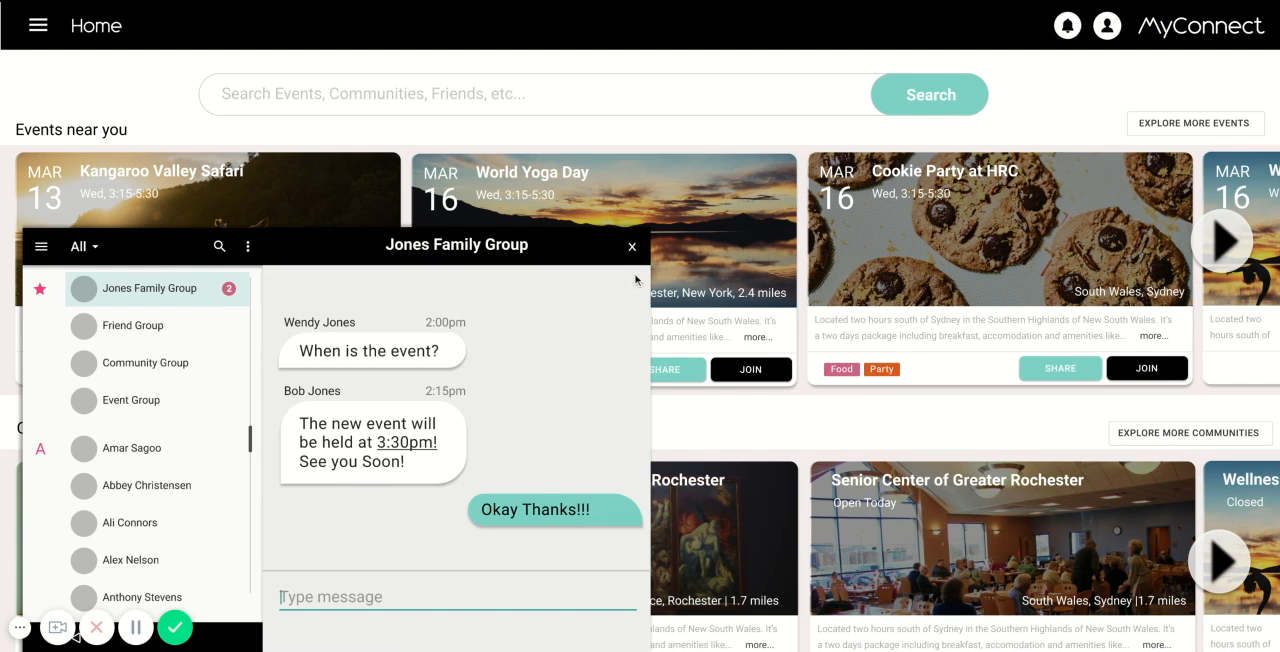 Home
MyConnect
Search Events, Communities, Friends, etc...
Search
Events near you
EXPLORE MORE EVENTS
MAR
13
Kangaroo Valley Safari
Wed, 3:15-5:30
MAR
16
World Yoga Day
Wed, 3:15-5:30
ester, New York, 2.4 miles
lands of New South Wales. It's
and amenities like... more...
SHARE
JOIN
MAR
16
Cookie Party at HRC
Wed, 3:15-5:30
South Wales, Sydney
Located two hours south of Sydney in the Southern Highlands of New South Wales. It's
a two days package including breakfast, accomodation and amenities like... more...
Food
Party
SHARE
JOIN
MAR
16
W
W
Located two
hours south of
All
Jones Family Group
x
Jones Family Group
2
Friend Group
Community Group
Event Group
A
Amar Sagoo
Abbey Christensen
Ali Connors
Alex Nelson
Anthony Stevens
Wendy Jones 2:00pm
When is the event?
Bob Jones 2:15pm
The new event will
be held at 3:30pm!
See you Soon!
Okay Thanks!!!
Type message
EXPLORE MORE COMMUNITIES
Rochester
ce, Rochester | 1.7 miles
lands of New South Wales. It's
and amenities like... more...
Senior Center of Greater Rochester
Open Today
South Wales, Sydney |1.7 miles
Located two hours south of Sydney in the Southern Highlands of New South Wales. It's
a two days package including breakfast, accomodation and amenities like... more...
Wellnes
Closed
Located two
hours south of